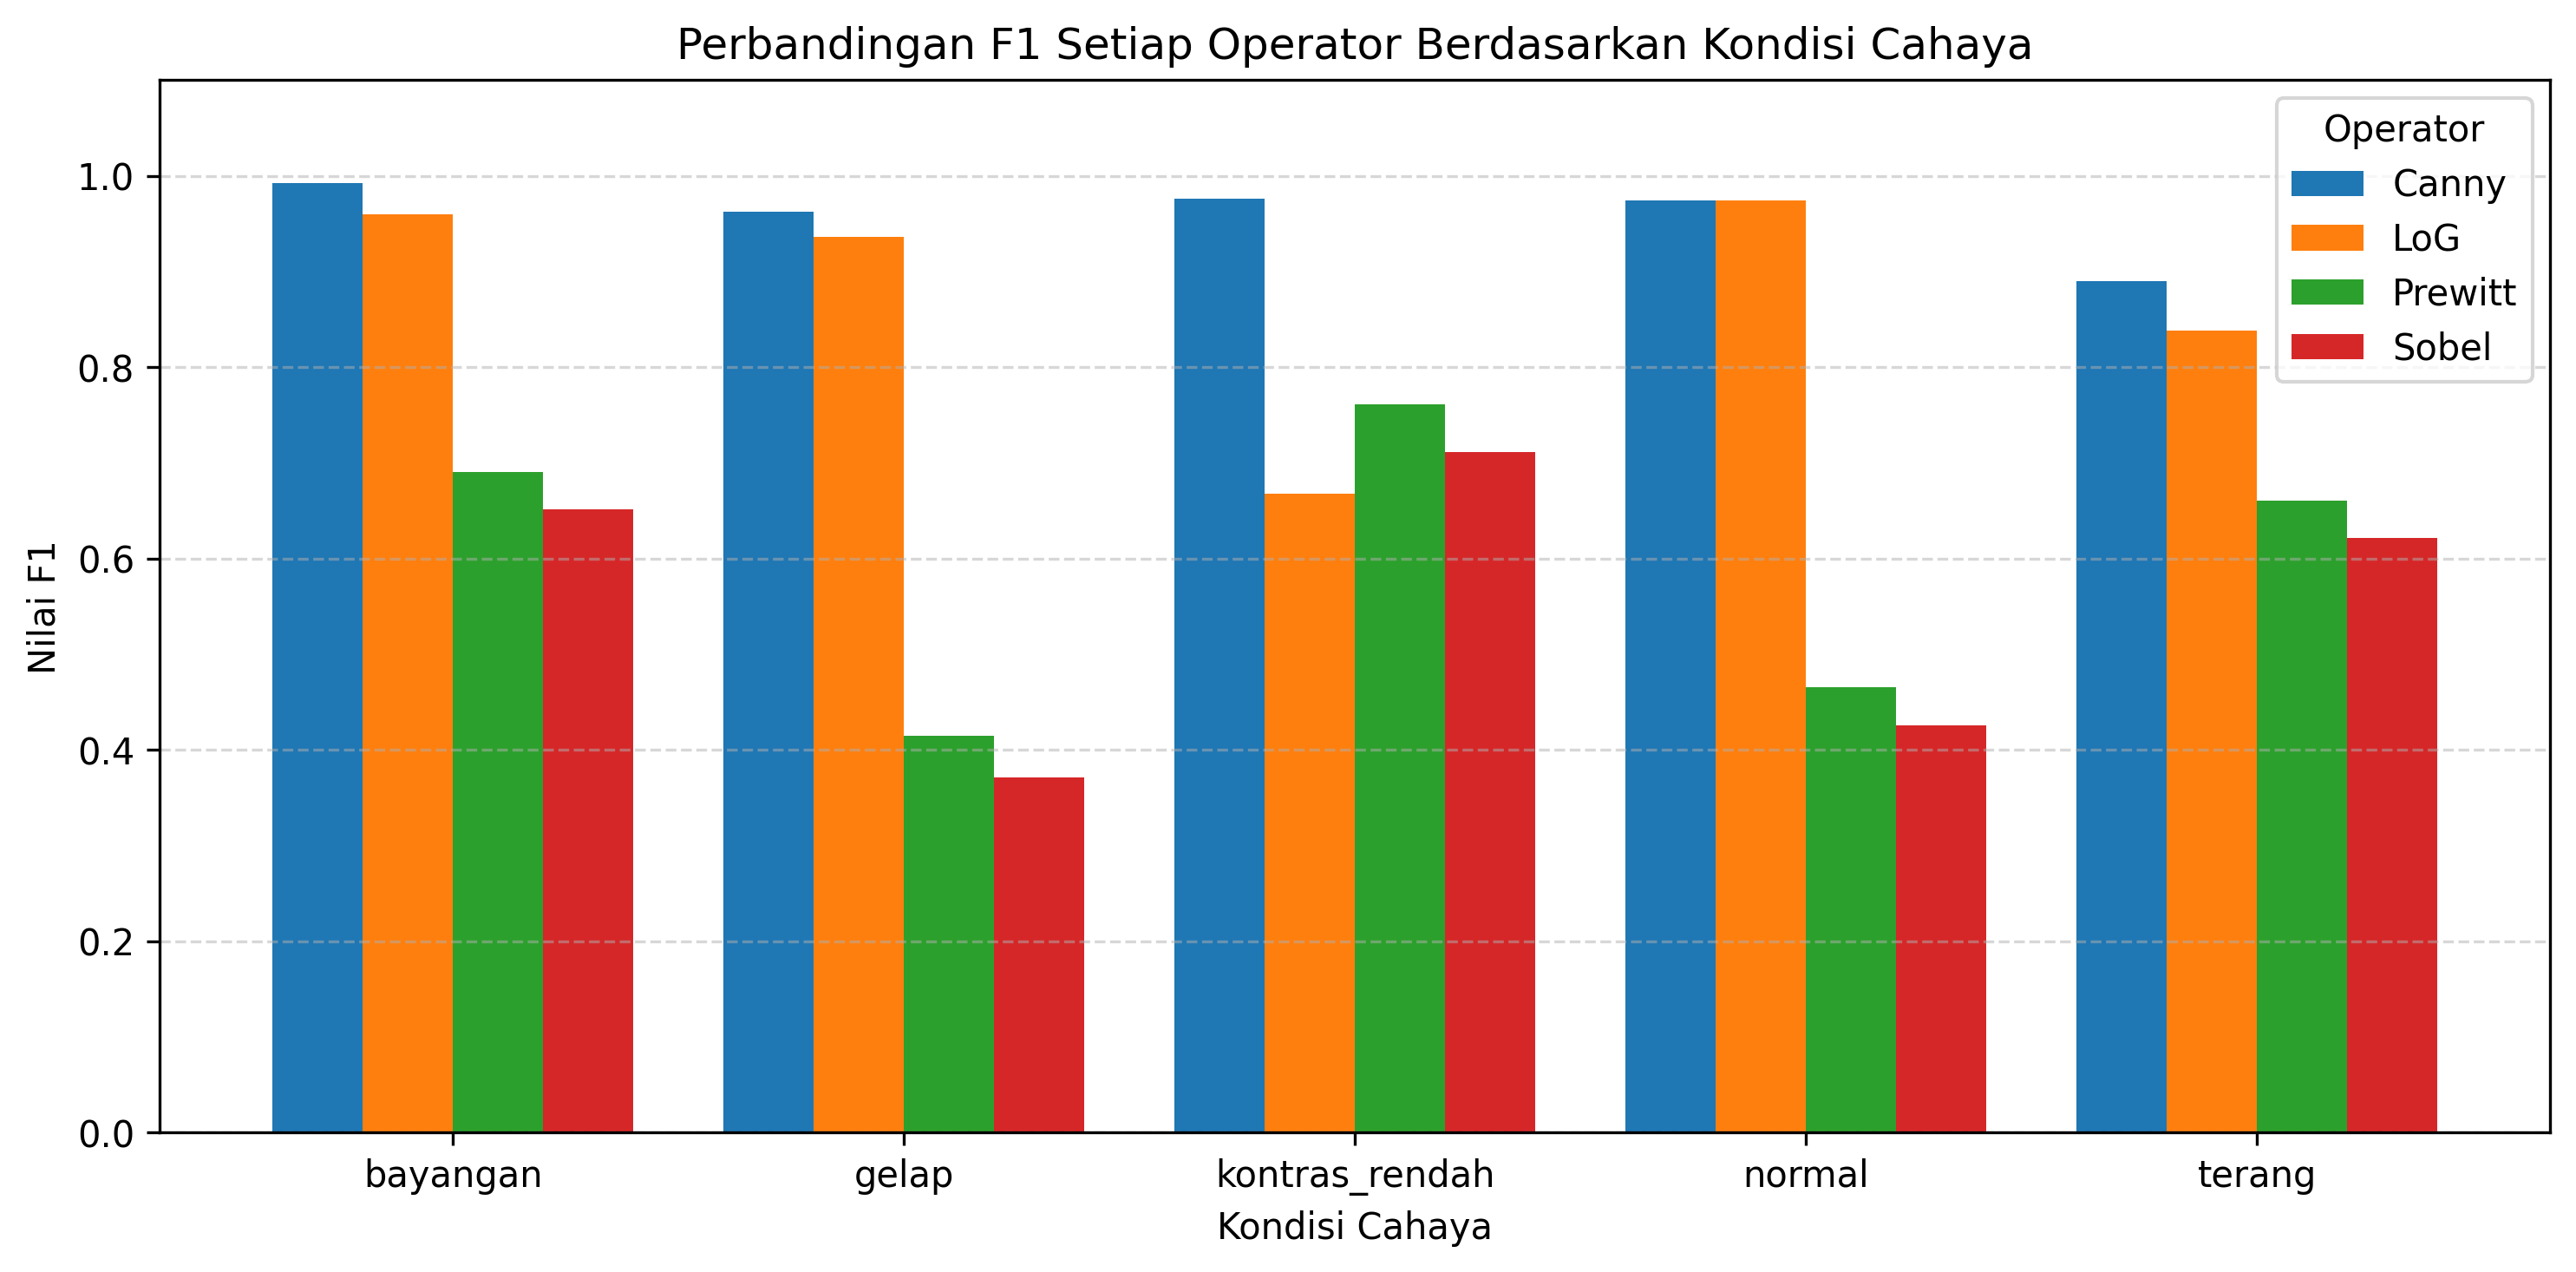 Perbandingan F1 Setiap Operator Berdasarkan Kondisi Cahaya
Operator
Canny
LoG
Prewitt
Sobel
Nilai F1
1.0
0.8
0.6
0.4
0.2
0.0
bayangan gelap kontras_rendah normal terang
Kondisi Cahaya